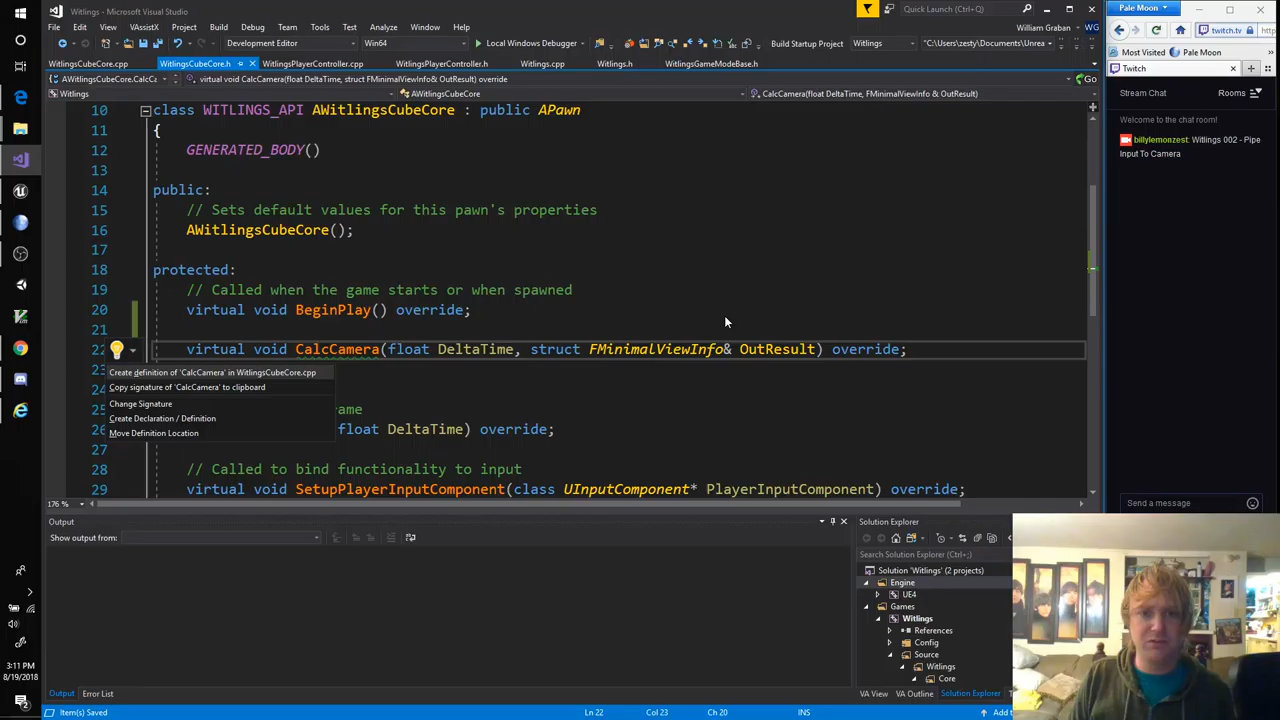 Witlings - Microsoft Visual Studio
Quick Launch (Ctrl+Q)
File Edit View VAssistX Project Build Debug Team Tools Test Analyze Window Help
William Graban
Development Editor Win64 Local Windows Debugger Build Startup Project Witlings "C:\Users\zesty\Documents\Unrea
WitlingsCubeCore.cpp WitlingsCubeCore.h WitlingsPlayerController.cpp WitlingsPlayerController.h Witlings.cpp Witlings.h WitlingsGameModeBase.h
AWitlingsCubeCore.CalcC virtual void CalcCamera(float DeltaTime, struct FMinimalViewInfo& OutResult) override Go
Witlings AWitlingsCubeCore CalcCamera(float DeltaTime, FMinimalViewInfo& OutResult)
10 class WITLINGS_API AWitlingsCubeCore : public APawn
11 {
12 GENERATED_BODY()
13
14 public:
15 // Sets default values for this pawn's properties
16 AWitlingsCubeCore();
17
18 protected:
19 // Called when the game starts or when spawned
20 virtual void BeginPlay() override;
21
22 virtual void CalcCamera(float DeltaTime, struct FMinimalViewInfo& OutResult) override;
Create definition of 'CalcCamera' in WitlingsCubeCore.cpp
Copy signature of 'CalcCamera' to clipboard
Change Signature
Create Declaration / Definition
Move Definition Location
ame
float DeltaTime) override;
27
28 // Called to bind functionality to input
29 virtual void SetupPlayerInputComponent(class UInputComponent* PlayerInputComponent) override;
176 %
Output
Show output from:
Output Error List
Solution Explorer
Search Solution Explorer (Ctrl+;)
Solution 'Witlings' (2 projects)
Engine
UE4
Games
Witlings
References
Config
Source
Witlings
Core
VA View VA Outline Solution Explorer
Item(s) Saved Ln 22 Col 23 Ch 20 INS Add t
3:11 PM
8/19/2018
2
Pale Moon
twitch.tv http
Most Visited Pale Moon
Twitch
Stream Chat Rooms
Welcome to the chat room!
billylemonzest: Witlings 002 - Pipe
Input To Camera
Send a message